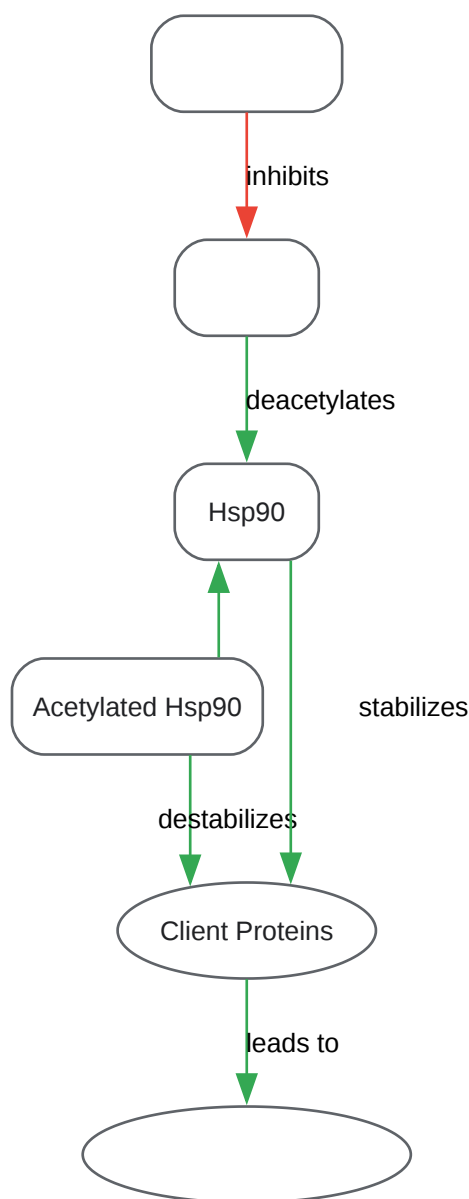 inhibits
deacetylates
Hsp90
Acetylated Hsp90
stabilizes
destabilizes
Client Proteins
leads to